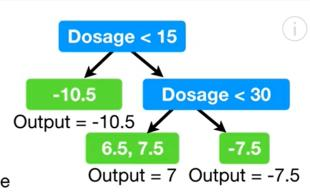 Dosage < 15
-10.5
Dosage < 30
Output = -10.5
6.5, 7.5
-7.5
Output = 7
Output = -7.5
e